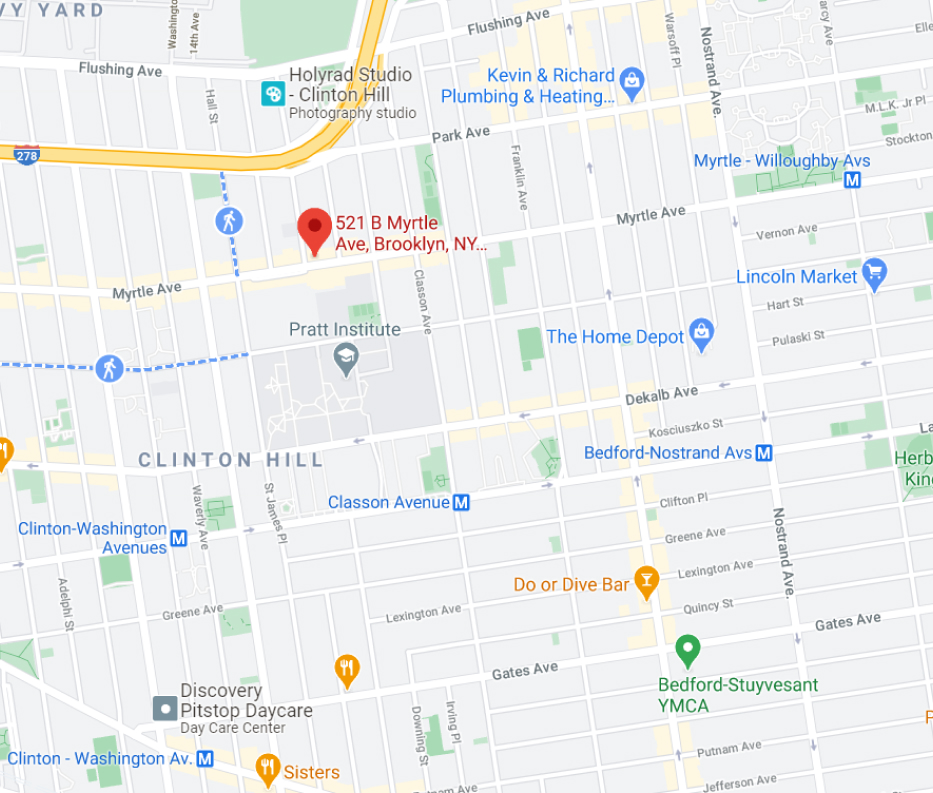 VY YARD
Washington
14th Ave
Flushing Ave
Flushing Ave
Warsoff Pl
Nostrand Ave.
Hall St
Holyrad Studio
- Clinton Hill
Photography studio
Kevin & Richard
Plumbing & Heating...
M.L.K. Jr Pl
Stockton
278
Park Ave
Franklin Ave
Myrtle - Willoughby Avs
M
521 B Myrtle
Ave, Brooklyn, NY...
Myrtle Ave
Vernon Ave
Myrtle Ave
Classon Ave
Lincoln Market
Hart St
Pratt Institute
The Home Depot
Pulaski St
Dekalb Ave
Kosciuszko St
CLINTON HILL
Bedford-Nostrand Avs M
Herb
Kin
Classon Avenue M
Clifton Pl
Waverly Ave
St James Pl
Clinton-Washington
Avenues
M
Greene Ave
Nostrand Ave.
Lexington Ave
Do or Dive Bar
Adelphi St
Greene Ave
Lexington Ave
Quincy St
Gates Ave
Gates Ave
Bedford-Stuyvesant
YMCA
Discovery
Pitstop Daycare
Day Care Center
Downing St
Irving Pl
Putnam Ave
Clinton - Washington Av. M
Sisters
Jefferson Ave